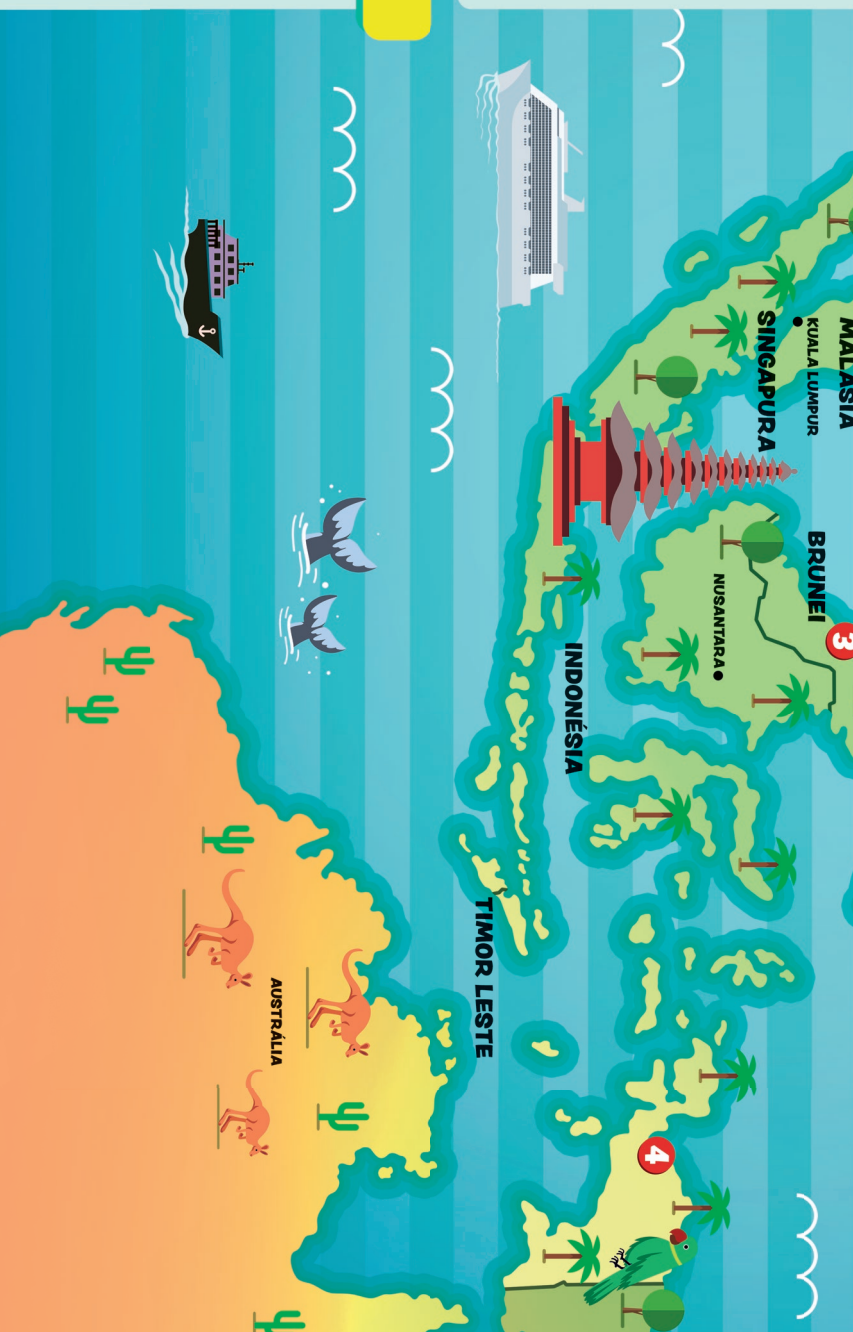 MALÁSIA
KUALA LUMPUR
SINGAPURA
BRUNEI
3
NUSANTARA
INDONÉSIA
TIMOR LESTE
AUSTRÁLIA
4